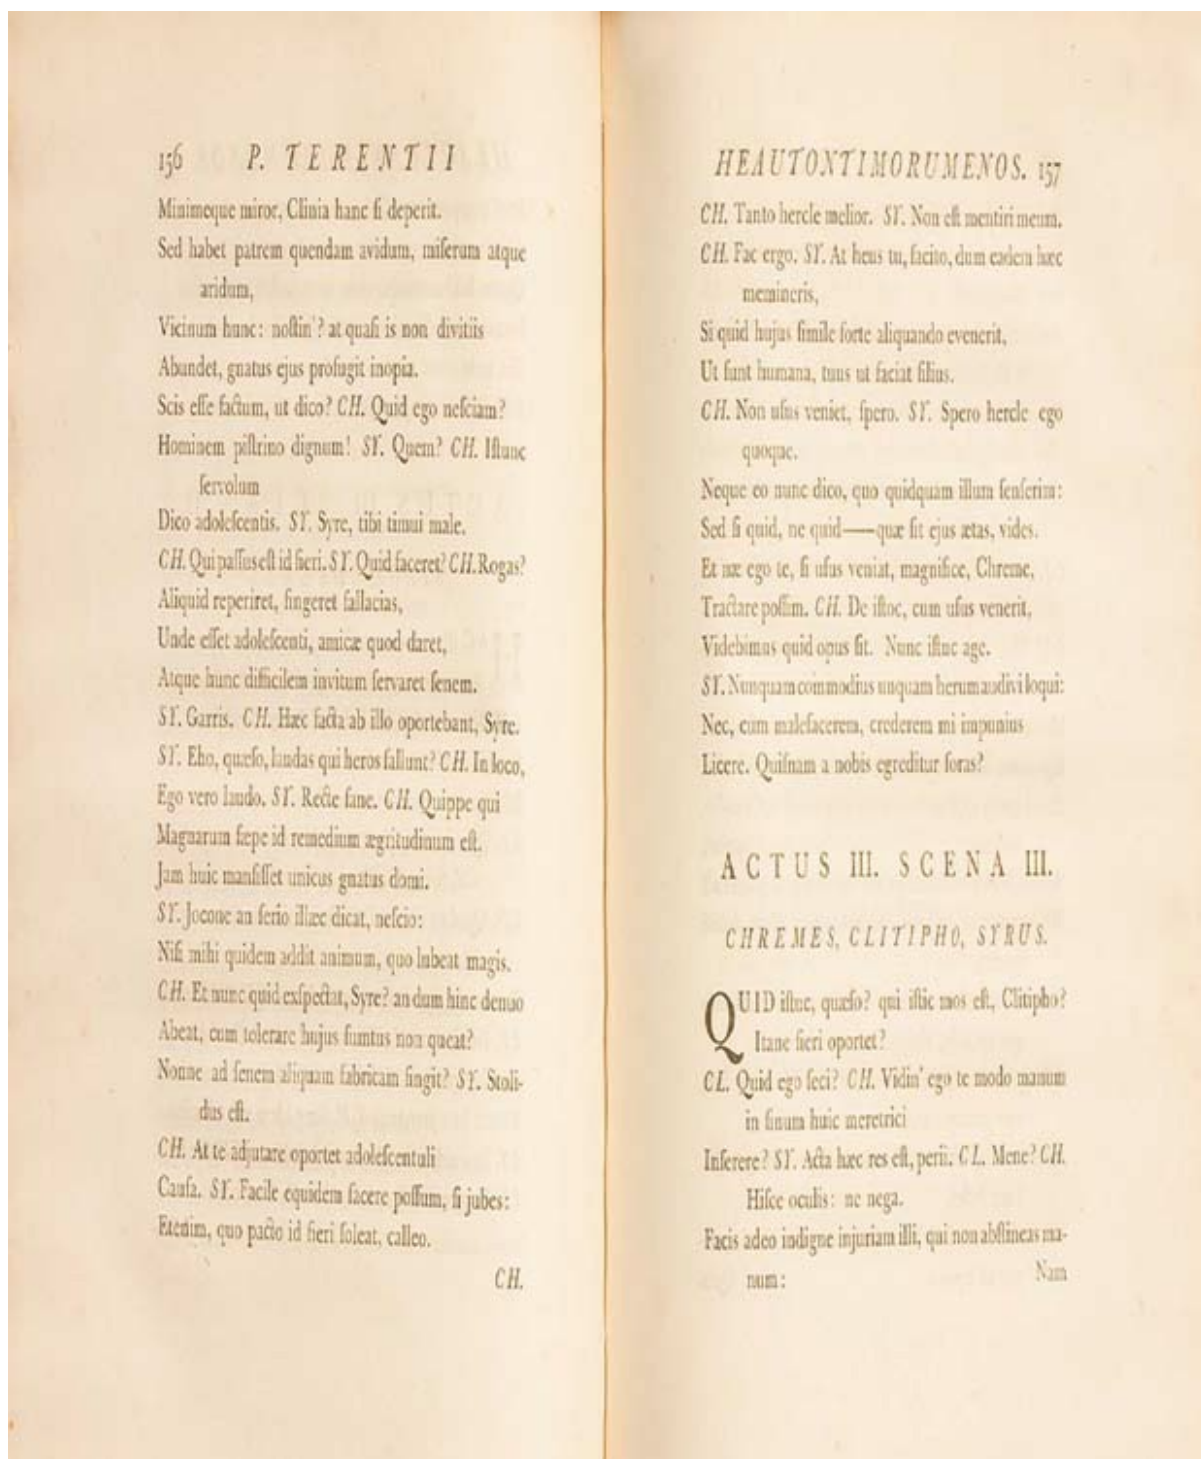 156 P. TERENTII
Minimeque miror, Clinia hanc ſi deperit.
Sed habet patrem quendam avidum, miſerum atque
aridum,
Vicinum hunc: noſtin'? at quaſi is non divitiis
Abundet, gnatus ejus profugit inopia.
Scis eſſe factum, ut dico? CH. Quid ego neſciam?
Hominem piſtrino dignum! SY. Quem? CH. Iſtunc
ſervolum
Dico adoleſcentis. SY. Syre, tibi timui male.
CH. Qui paſſus eſt id fieri. SY. Quid faceret? CH. Rogas?
Aliquid reperiret, fingeret fallacias,
Unde eſſet adoleſcenti, amicæ quod daret,
Atque hunc difficilem invitum ſervaret ſenem.
SY. Garris. CH. Hæc facta ab illo oportebant, Syre.
SY. Eho, quæſo, laudas qui heros fallunt? CH. In loco,
Ego vero laudo. SY. Recte ſane. CH. Quippe qui
Magnarum ſæpe id remedium ægritudinum eſt.
Jam huic manſiſſet unicus gnatus domi.
SY. Jocone an ſerio illæc dicat, neſcio:
Niſi mihi quidem addit animum, quo lubeat magis.
CH. Et nunc quid exſpectat, Syre? an dum hinc denuo
Abeat, cum tolerare hujus ſumtus non queat?
Nonne ad ſenem aliquam fabricam fingit? SY. Stoli-
dus eſt.
CH. At te adjutare oportet adoleſcentuli
Cauſa. SY. Facile equidem facere poſſum, ſi jubes:
Etenim, quo pacto id fieri ſoleat, calleo.
CH.
HEAUTONTIMORUMENOS. 157
CH. Tanto hercle melior. SY. Non eſt mentiri meum.
CH. Fac ergo. SY. At heus tu, facito, dum eadem hæc
memineris,
Si quid hujus ſimile forte aliquando evenerit,
Ut ſunt humana, tuus ut faciat filius.
CH. Non uſus veniet, ſpero. SY. Spero hercle ego
quoque.
Neque eo nunc dico, quo quidquam illum ſenſerim:
Sed ſi quid, ne quid——quæ ſit ejus ætas, vides.
Et næ ego te, ſi uſus veniat, magnifice, Chreme,
Tractare poſſim. CH. De iſtoc, cum uſus venerit,
Videbimus quid opus ſit. Nunc iſtuc age.
SY. Nunquam commodius unquam herum audivi loqui:
Nec, cum malefacerem, crederem mi impunius
Licere. Quiſnam a nobis egreditur foras?
ACTUS III. SCENA III.
CHREMES, CLITIPHO, SYRUS.
QUID iſtuc, quæſo? qui iſtic mos eſt, Clitipho?
Itane fieri oportet?
CL. Quid ego feci? CH. Vidin' ego te modo manum
in ſinum huic meretrici
Inſerere? SY. Acta hæc res eſt, perii. CL. Mene? CH.
Hiſce oculis: ne nega.
Facis adeo indigne injuriam illi, qui non abſtineas ma-
num:
Nam